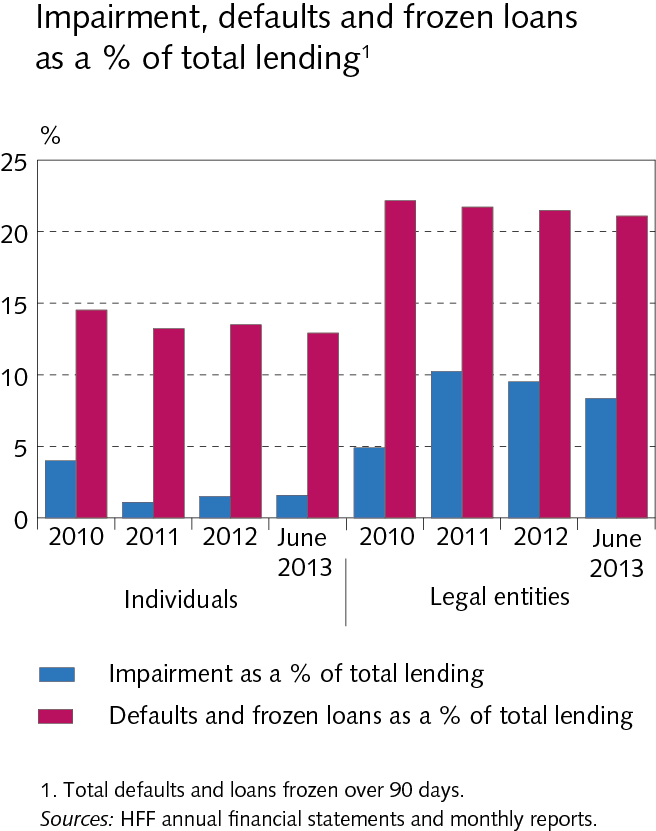 Impairment, defaults and frozen loans
as a % of total lending¹
%
25
20
15
10
5
0
2010 2011 2012 June 2013 2010 2011 2012 June 2013
Individuals Legal entities
Impairment as a % of total lending
Defaults and frozen loans as a % of total lending
1. Total defaults and loans frozen over 90 days.
Sources: HFF annual financial statements and monthly reports.